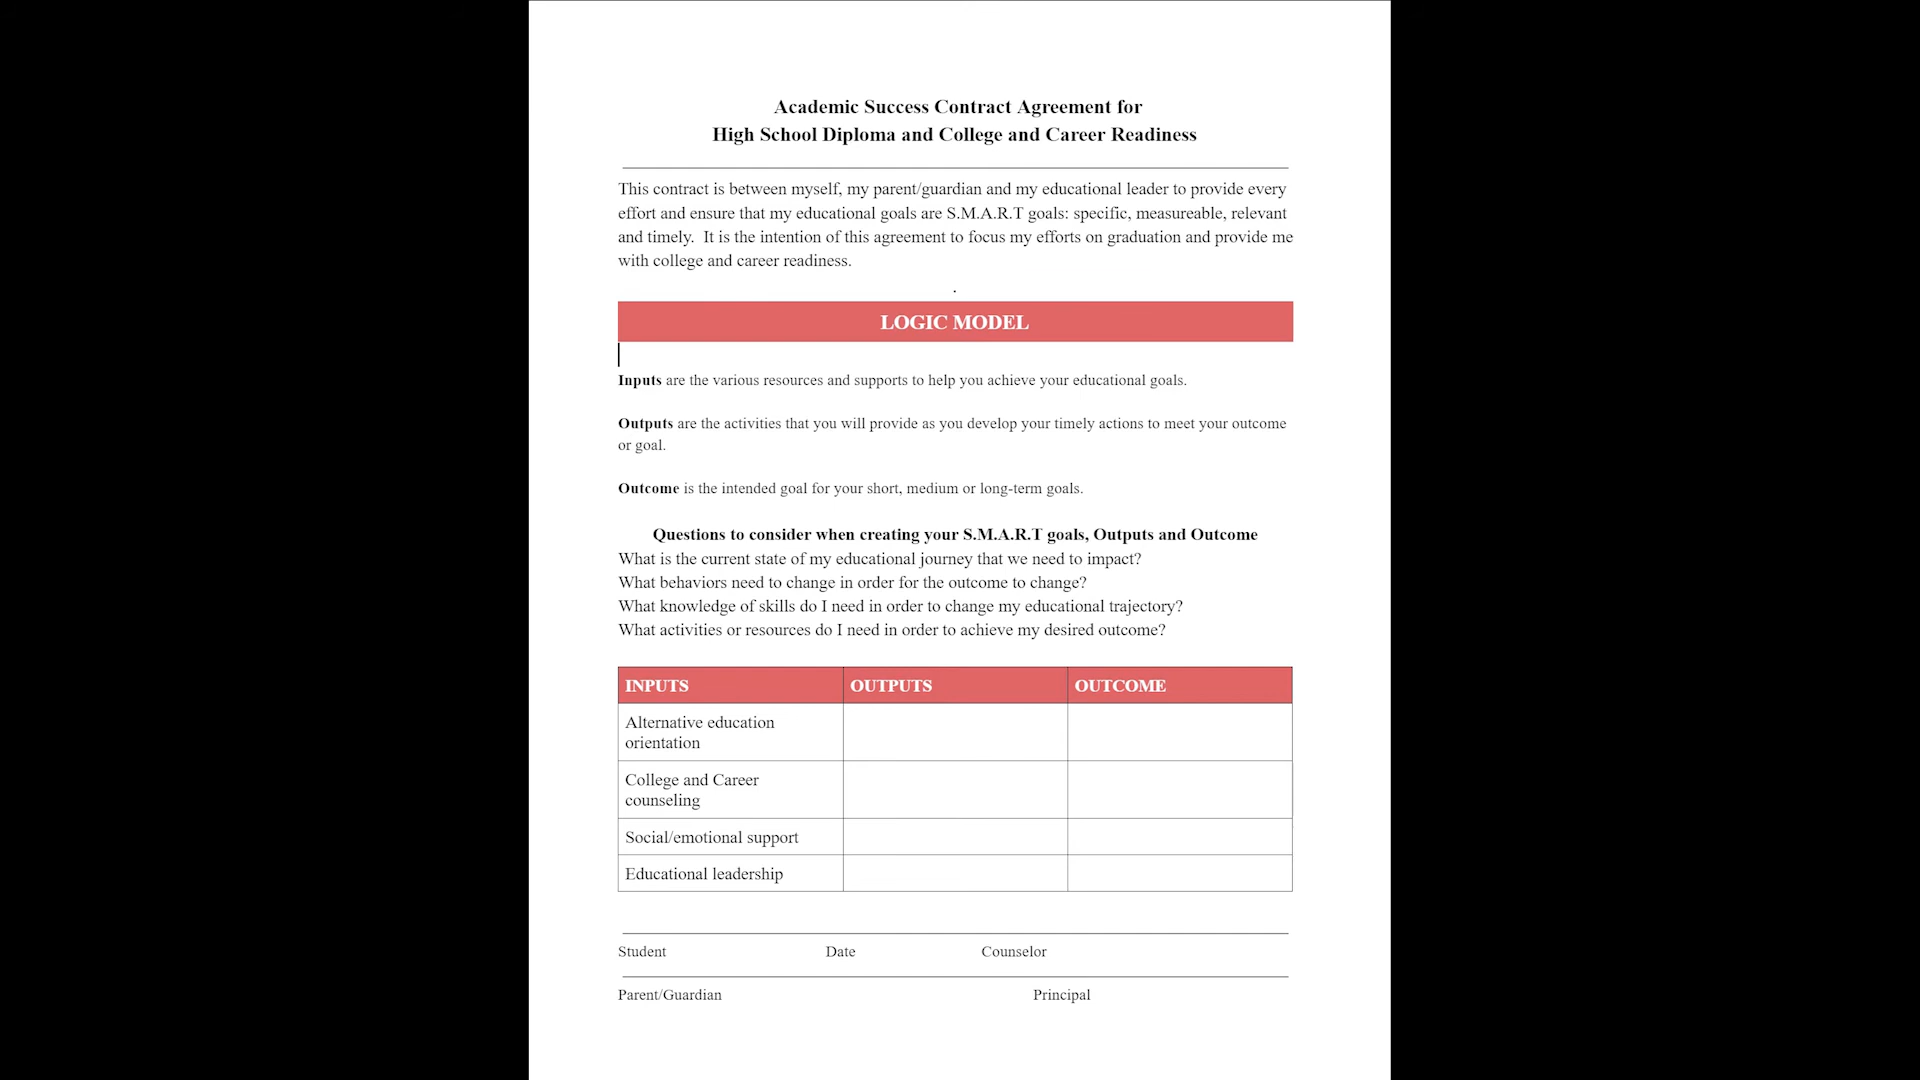 Academic Success Contract Agreement for
High School Diploma and College and Career Readiness
This contract is between myself, my parent/guardian and my educational leader to provide every
effort and ensure that my educational goals are S.M.A.R.T goals: specific, measureable, relevant
and timely.  It is the intention of this agreement to focus my efforts on graduation and provide me
with college and career readiness.
.
LOGIC MODEL
Inputs are the various resources and supports to help you achieve your educational goals.
Outputs are the activities that you will provide as you develop your timely actions to meet your outcome
or goal.
Outcome is the intended goal for your short, medium or long-term goals.
Questions to consider when creating your S.M.A.R.T goals, Outputs and Outcome
What is the current state of my educational journey that we need to impact?
What behaviors need to change in order for the outcome to change?
What knowledge of skills do I need in order to change my educational trajectory?
What activities or resources do I need in order to achieve my desired outcome?
INPUTS OUTPUTS OUTCOME
Alternative education
orientation
College and Career
counseling
Social/emotional support
Educational leadership
Student Date Counselor
Parent/Guardian Principal